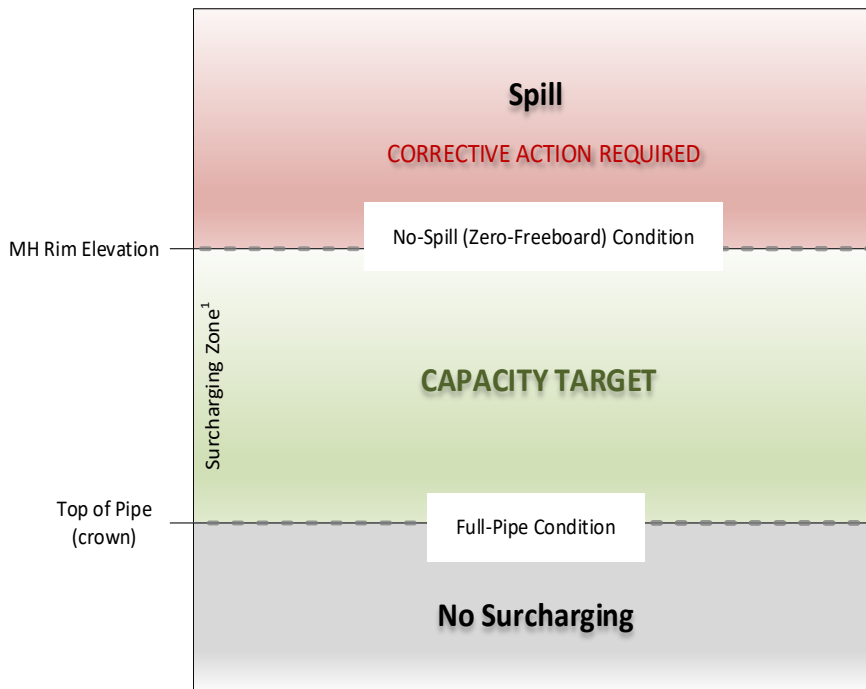 Spill
CORRECTIVE ACTION REQUIRED
No-Spill (Zero-Freeboard) Condition
MH Rim Elevation
Surcharging Zone¹
CAPACITY TARGET
Top of Pipe
(crown)
Full-Pipe Condition
No Surcharging